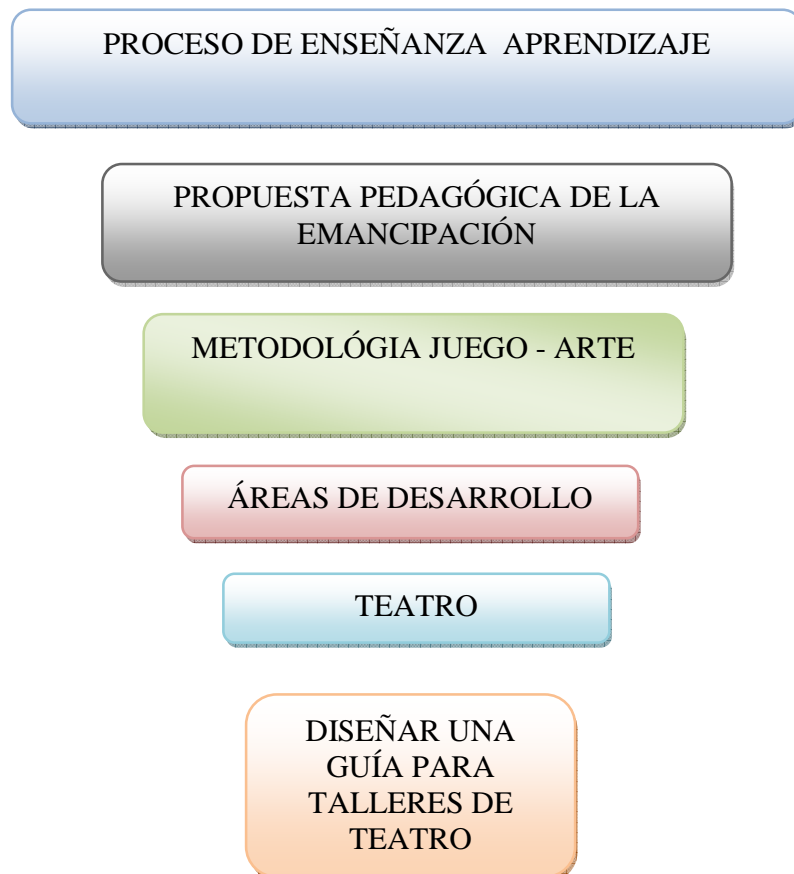 PROCESO DE ENSEÑANZA APRENDIZAJE
PROPUESTA PEDAGÓGICA DE LA
EMANCIPACIÓN
METODOLÓGIA JUEGO - ARTE
ÁREAS DE DESARROLLO
TEATRO
DISEÑAR UNA
GUÍA PARA
TALLERES DE
TEATRO